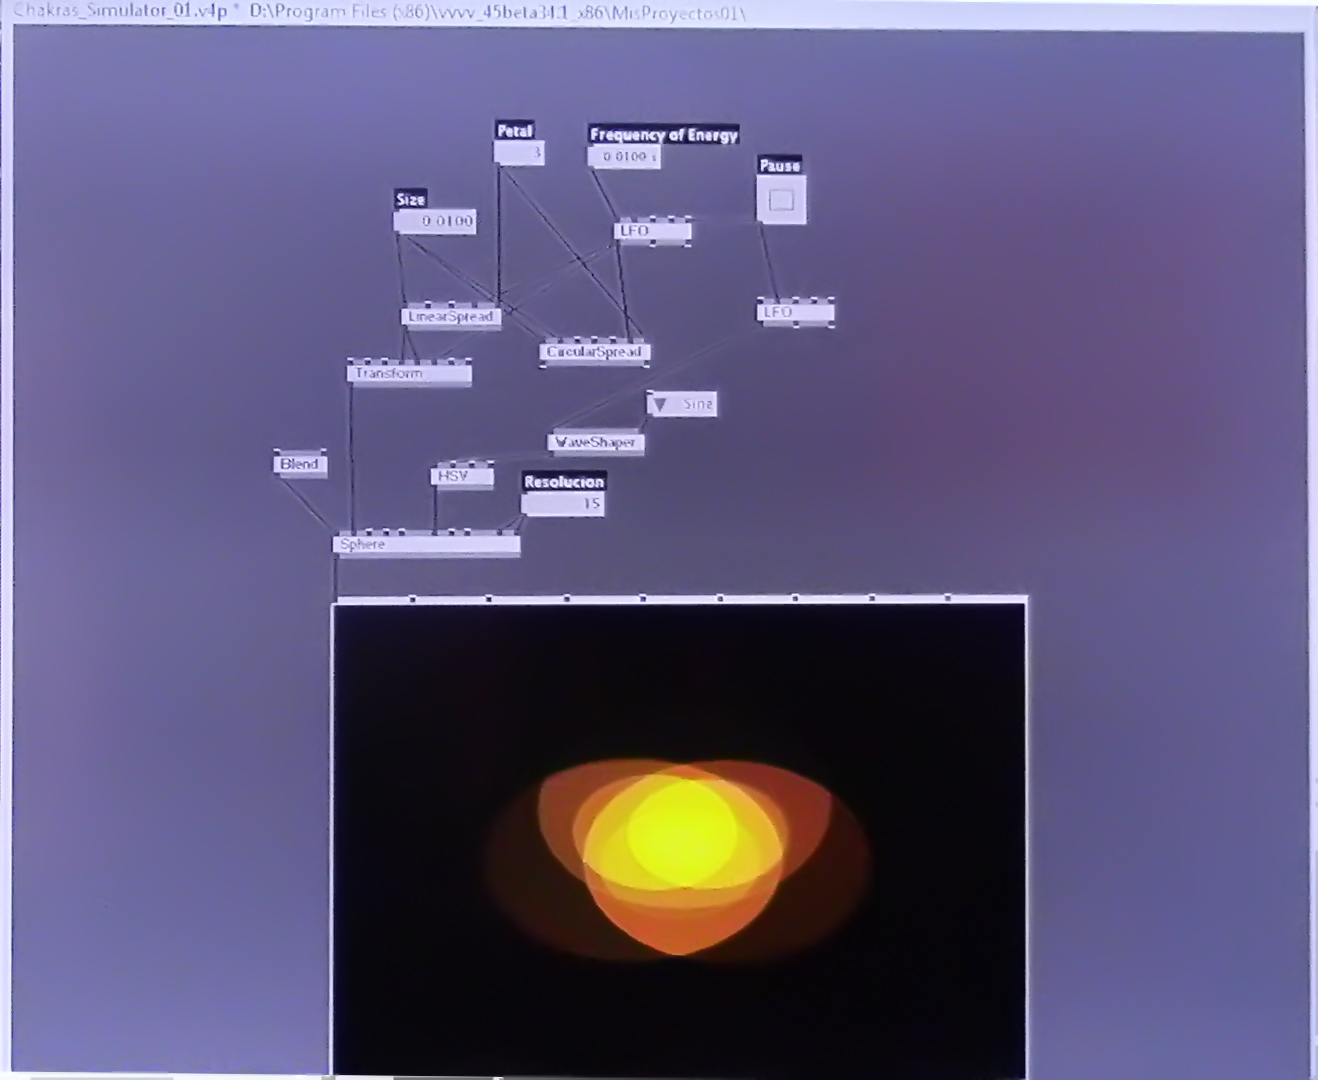 Chakras_Simulator_01.v4p * D:\Program Files (x86)\vvvv_45beta34.1_x86\MisProyectos01\
Petal
3
Frequency of Energy
0.0100 s
Pause
Size
0.0100
LFO
LinearSpread
LFO
CircularSpread
Transform
Sine
WaveShaper
Blend
HSV
Resolucion
15
Sphere